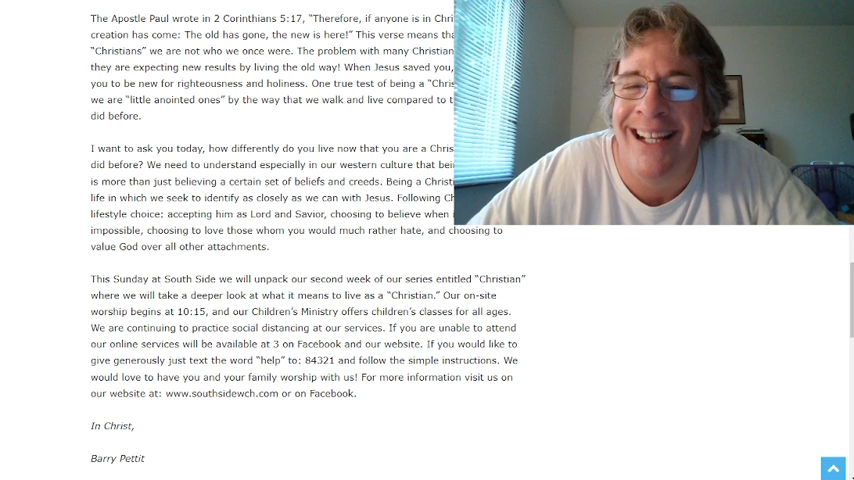 The Apostle Paul wrote in 2 Corinthians 5:17, “Therefore, if anyone is in
creation has come: The old has gone, the new is here!” This verse means
“Christians” we are not who we once were. The problem with many
they are expecting new results by living the old way! When Jesus saved you,
you to be new for righteousness and holiness. One true test of being a
we are “little anointed ones” by the way that we walk and live compared to
did before.
I want to ask you today, how differently do you live now that you are a
did before? We need to understand especially in our western culture that
is more than just believing a certain set of beliefs and creeds. Being a
life in which we seek to identify as closely as we can with Jesus. Following
lifestyle choice: accepting him as Lord and Savior, choosing to believe when
impossible, choosing to love those whom you would much rather hate, and choosing to
value God over all other attachments.
This Sunday at South Side we will unpack our second week of our series entitled “Christian”
where we will take a deeper look at what it means to live as a “Christian.” Our on-site
worship begins at 10:15, and our Children’s Ministry offers children’s classes for all ages.
We are continuing to practice social distancing at our services. If you are unable to attend
our online services will be available at 3 on Facebook and our website. If you would like to
give generously just text the word “help” to: 84321 and follow the simple instructions. We
would love to have you and your family worship with us! For more information visit us on
our website at: www.southsidewch.com or on Facebook.
In Christ,
Barry Pettit